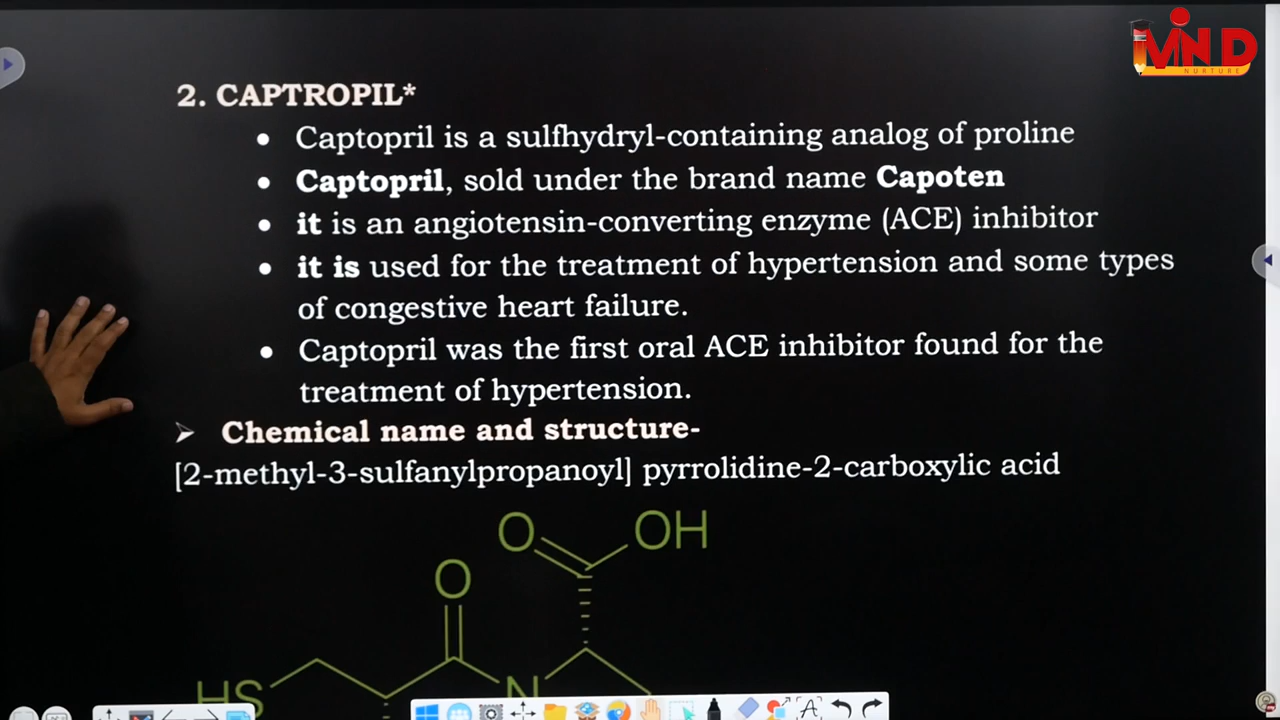 MIND
NURTURE
2. CAPTROPIL*
• Captopril is a sulfhydryl-containing analog of proline
• Captopril, sold under the brand name Capoten
• it is an angiotensin-converting enzyme (ACE) inhibitor
• it is used for the treatment of hypertension and some types
of congestive heart failure.
• Captopril was the first oral ACE inhibitor found for the
treatment of hypertension.
➢ Chemical name and structure-
[2-methyl-3-sulfanylpropanoyl] pyrrolidine-2-carboxylic acid
O OH
O
HS N